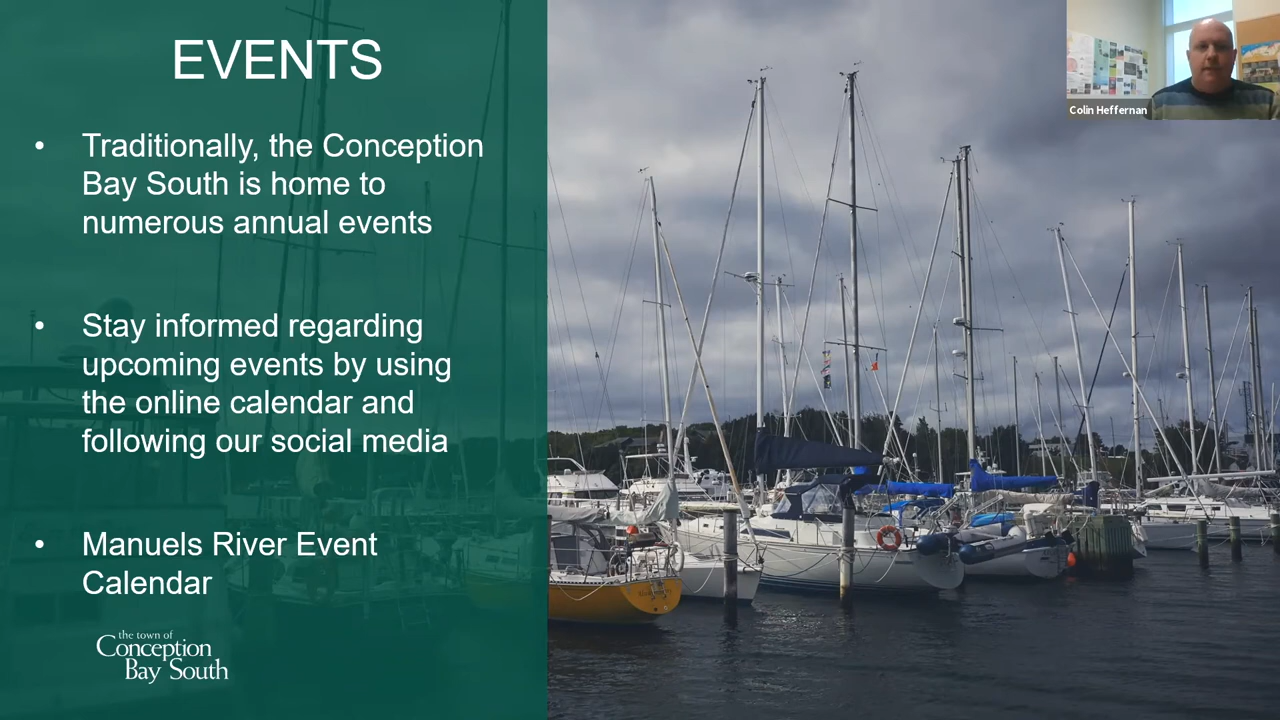 EVENTS
• Traditionally, the Conception
Bay South is home to
numerous annual events
• Stay informed regarding
upcoming events by using
the online calendar and
following our social media
• Manuels River Event
Calendar
the town of
Conception
Bay South
Colin Heffernan